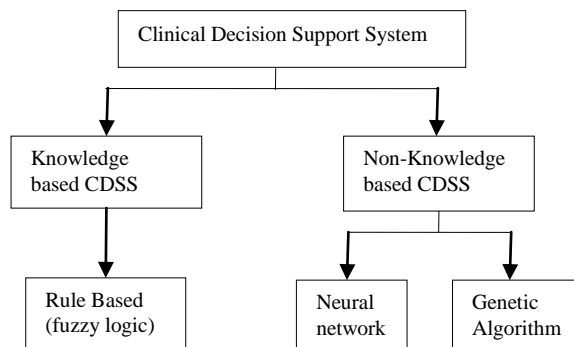 Clinical Decision Support System
Knowledge
based CDSS
Non-Knowledge
based CDSS
Rule Based
(fuzzy logic)
Neural
network
Genetic
Algorithm